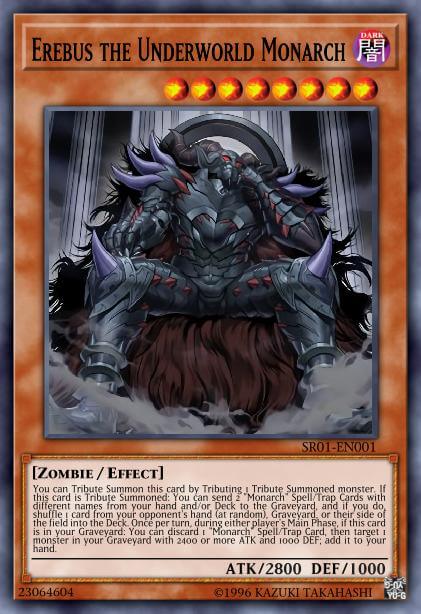 EREBUS THE UNDERWORLD MONARCH
DARK
闇
SR01-EN001
[ZOMBIE / EFFECT]
You can Tribute Summon this card by Tributing 1 Tribute Summoned monster. If
this card is Tribute Summoned: You can send 2 "Monarch" Spell/Trap Cards with
different names from your hand and/or Deck to the Graveyard, and if you do,
shuffle 1 card from your opponent's hand (at random), Graveyard, or their side of
the field into the Deck. Once per turn, during either player's Main Phase, if this card
is in your Graveyard: You can discard 1 "Monarch" Spell/Trap Card, then target 1
monster in your Graveyard with 2400 or more ATK and 1000 DEF; add it to your
hand.
ATK/2800 DEF/1000
23064604
©1996 KAZUKI TAKAHASHI